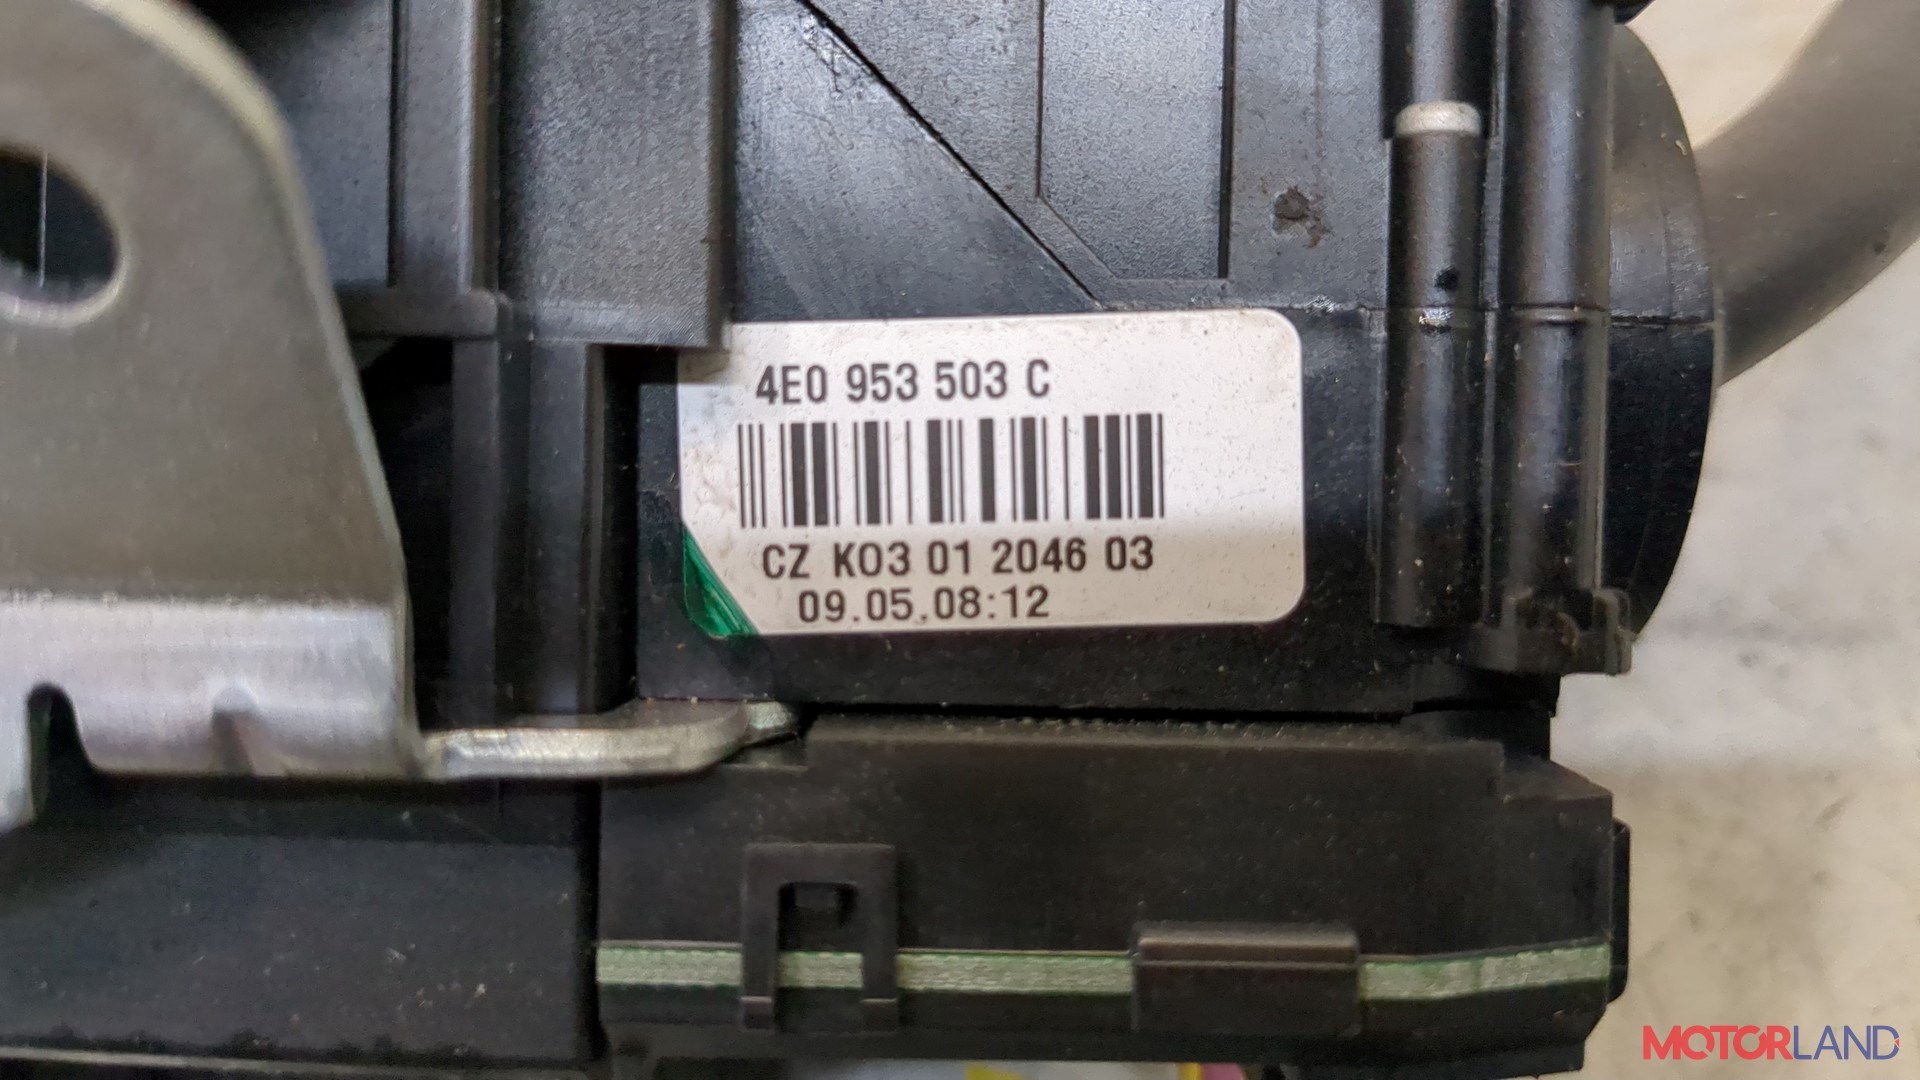 4E0 953 503 C
CZ K03 01 2046 03
09.05.08:12
MOTORLAND